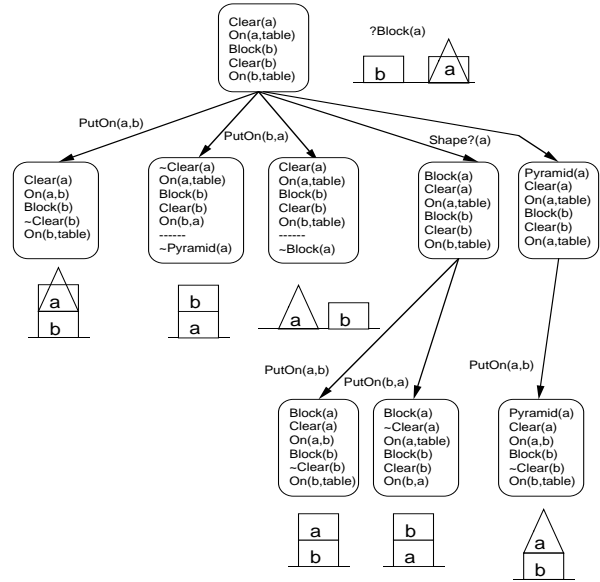 Clear(a)
On(a,table)
Block(b)
Clear(b)
On(b,table)
?Block(a)
b
a
PutOn(a,b)
PutOn(b,a)
Shape?(a)
Clear(a)
On(a,b)
Block(b)
~Clear(b)
On(b,table)
~Clear(a)
On(a,table)
Block(b)
Clear(b)
On(b,a)
------
~Pyramid(a)
Clear(a)
On(a,table)
Block(b)
Clear(b)
On(b,table)
------
~Block(a)
Block(a)
Clear(a)
On(a,table)
Block(b)
Clear(b)
On(b,table)
Pyramid(a)
Clear(a)
On(a,table)
Block(b)
Clear(b)
On(a,table)
a
b
b
a
a
b
PutOn(a,b)
PutOn(b,a)
PutOn(a,b)
Block(a)
Clear(a)
On(a,b)
Block(b)
~Clear(b)
On(b,table)
Block(a)
~Clear(a)
On(a,table)
Block(b)
Clear(b)
On(b,a)
Pyramid(a)
Clear(a)
On(a,b)
Block(b)
~Clear(b)
On(b,table)
a
b
b
a
a
b